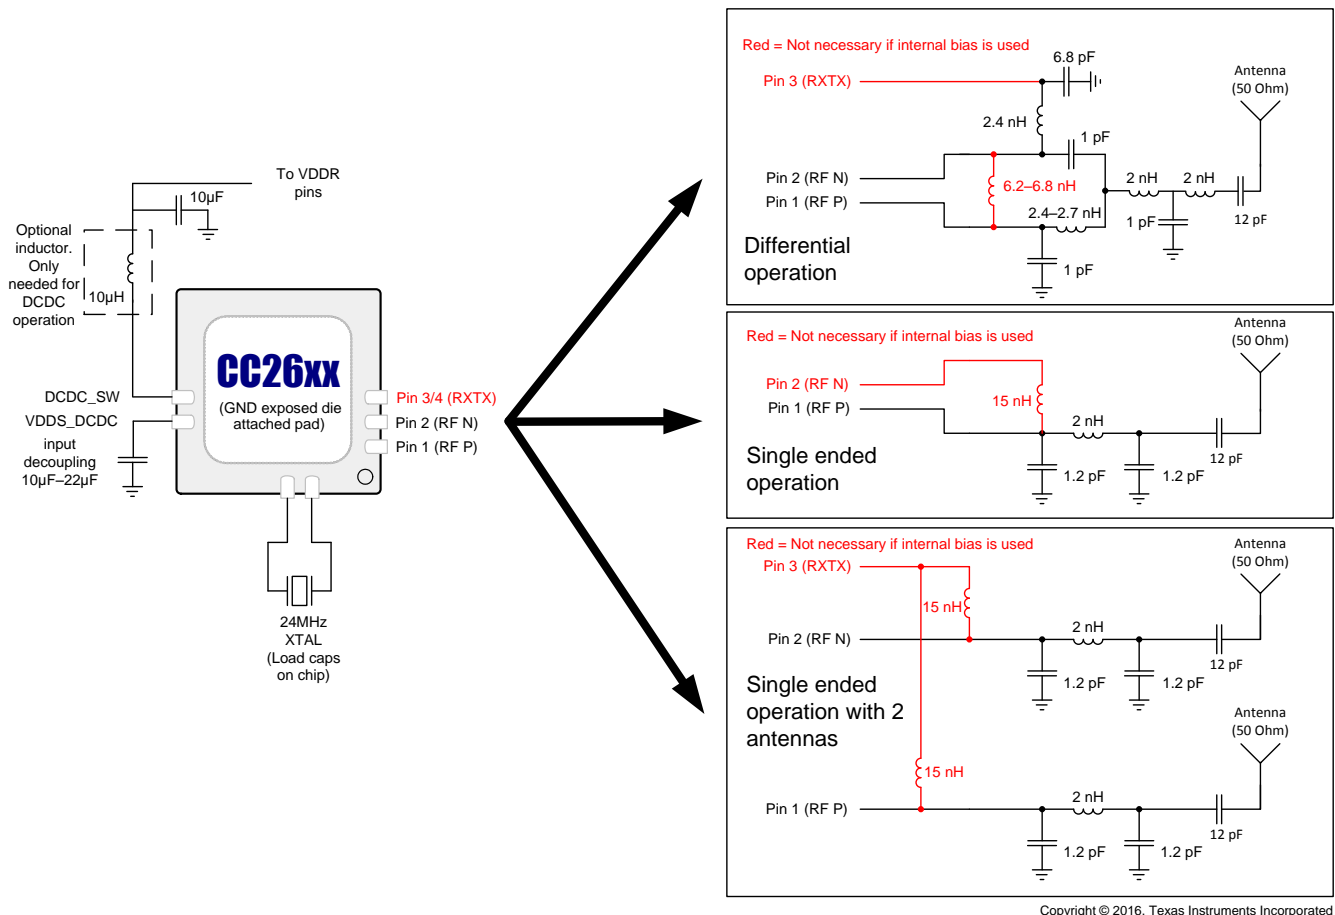 To VDDR
pins
10µF
Optional
inductor.
Only
needed for
DCDC
operation
10µH
CC26xx
(GND exposed die
attached pad)
DCDC_SW
VDDS_DCDC
input
decoupling
10µF–22µF
Pin 3/4 (RXTX)
Pin 2 (RF N)
Pin 1 (RF P)
24MHz
XTAL
(Load caps
on chip)
Red = Not necessary if internal bias is used
Pin 3 (RXTX)
6.8 pF
Antenna
(50 Ohm)
2.4 nH
1 pF
Pin 2 (RF N)
Pin 1 (RF P)
6.2–6.8 nH
2 nH
2 nH
2.4–2.7 nH
1 pF
12 pF
Differential
operation
1 pF
Red = Not necessary if internal bias is used
Antenna
(50 Ohm)
Pin 2 (RF N)
Pin 1 (RF P)
15 nH
2 nH
12 pF
Single ended
operation
1.2 pF
1.2 pF
Red = Not necessary if internal bias is used
Pin 3 (RXTX)
Antenna
(50 Ohm)
15 nH
Pin 2 (RF N)
2 nH
12 pF
1.2 pF
1.2 pF
Single ended
operation with 2
antennas
Antenna
(50 Ohm)
15 nH
Pin 1 (RF P)
2 nH
12 pF
1.2 pF
1.2 pF
Copyright © 2016, Texas Instruments Incorporated